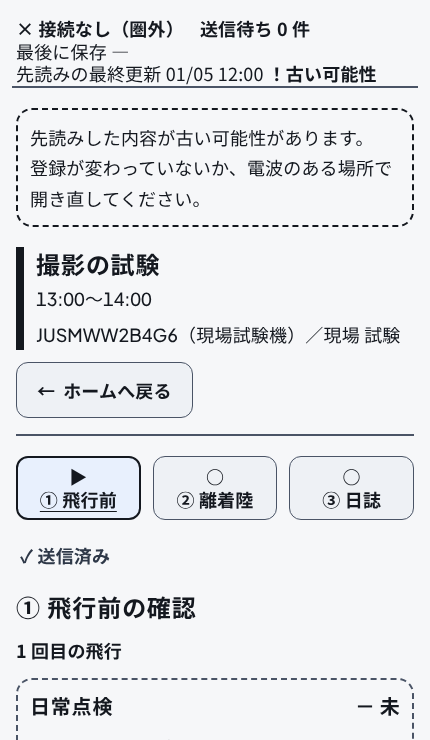 × 接続なし（圏外） 送信待ち 0 件
最後に保存 —
先読みの最終更新 01/05 12:00 ！古い可能性
先読みした内容が古い可能性があります。
登録が変わっていないか、電波のある場所で
開き直してください。
撮影の試験
13:00〜14:00
JUSMWW2B4G6（現場試験機）／現場 試験
← ホームへ戻る
▶ ○ ○
① 飛行前 ② 離着陸 ③ 日誌
✓ 送信済み
① 飛行前の確認
1 回目の飛行
日常点検 － 未